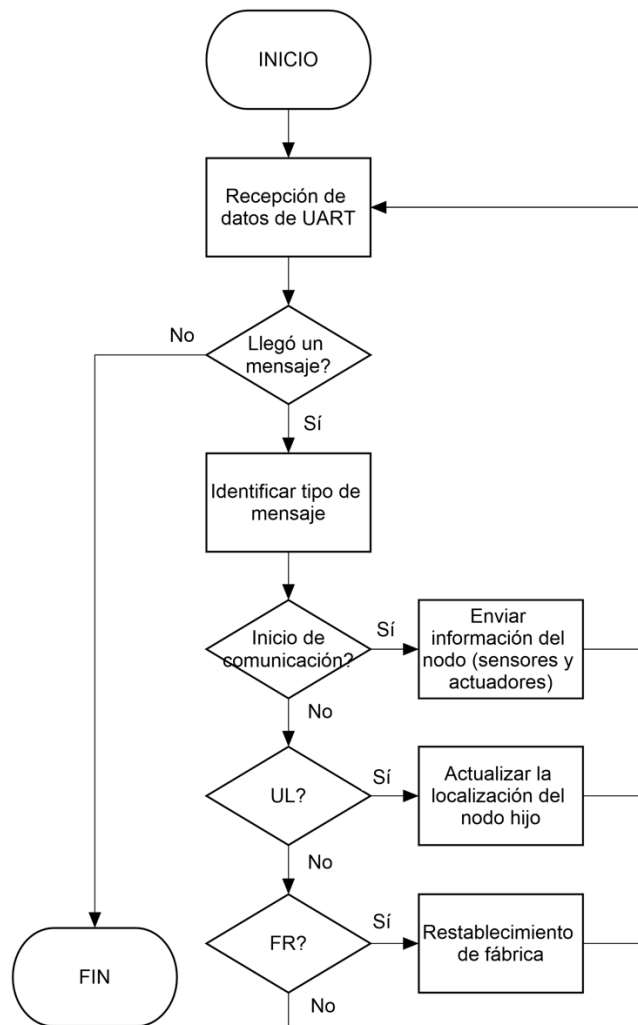 INICIO
Recepción de
datos de UART
No
Llegó un
mensaje?
Sí
Identificar tipo de
mensaje
Inicio de
comunicación?
Sí
Enviar
información del
nodo (sensores y
actuadores)
No
UL?
Sí
Actualizar la
localización del
nodo hijo
No
FR?
Sí
Restablecimiento
de fábrica
FIN
No